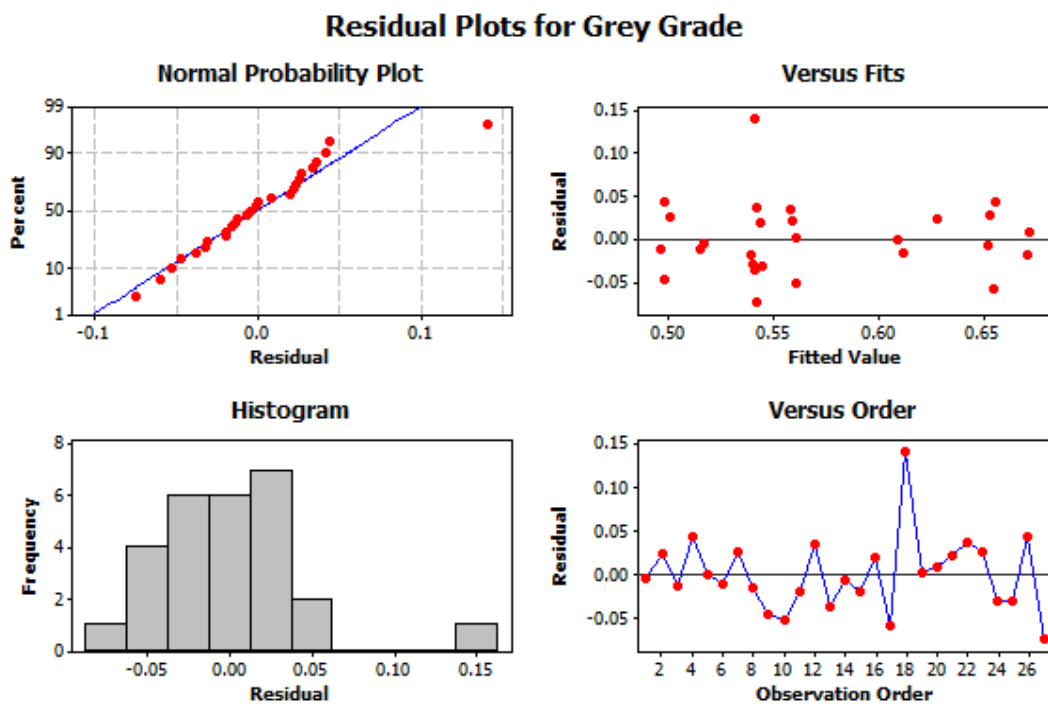 Residual Plots for Grey Grade
Normal Probability Plot
99
90
50
10
1
Percent
-0.1
0.0
0.1
Residual
Versus Fits
0.15
0.10
0.05
0.00
-0.05
Residual
0.50
0.55
0.60
0.65
Fitted Value
Histogram
8
6
4
2
0
Frequency
-0.05
0.00
0.05
0.10
0.15
Residual
Versus Order
0.15
0.10
0.05
0.00
-0.05
Residual
2 4 6 8 10 12 14 16 18 20 22 24 26
Observation Order